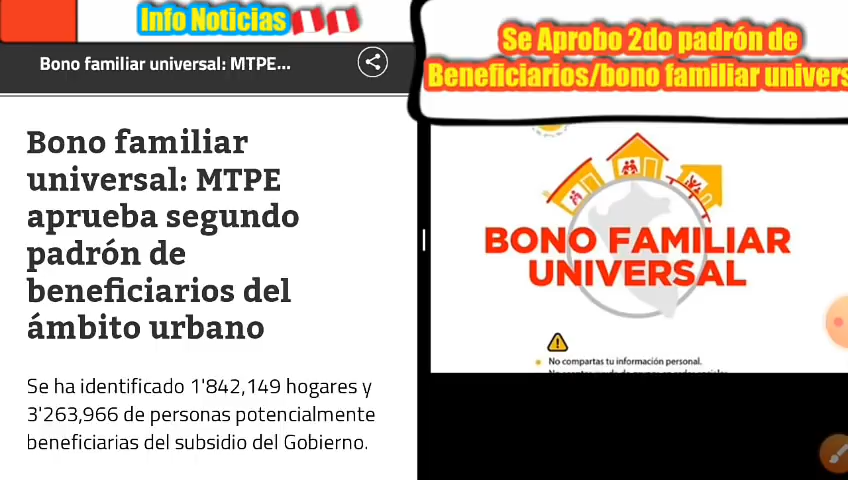 Info Noticias
Bono familiar universal: MTPE...
Bono familiar
universal: MTPE
aprueba segundo
padrón de
beneficiarios del
ámbito urbano
Se ha identificado 1'842,149 hogares y
3'263,966 de personas potencialmente
beneficiarias del subsidio del Gobierno.
Se Aprobo 2do padrón de
Beneficiarios/bono familiar univers
BONO FAMILIAR
UNIVERSAL
No compartas tu información personal.